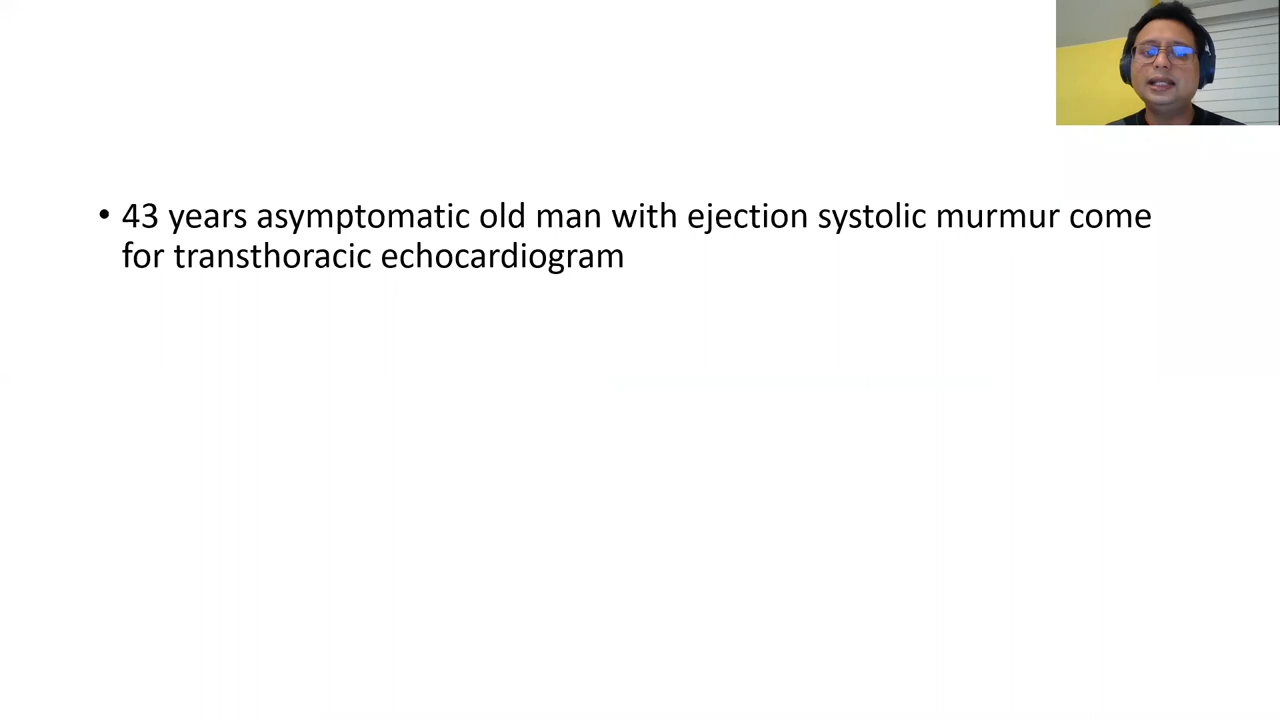 • 43 years asymptomatic old man with ejection systolic murmur come
for transthoracic echocardiogram